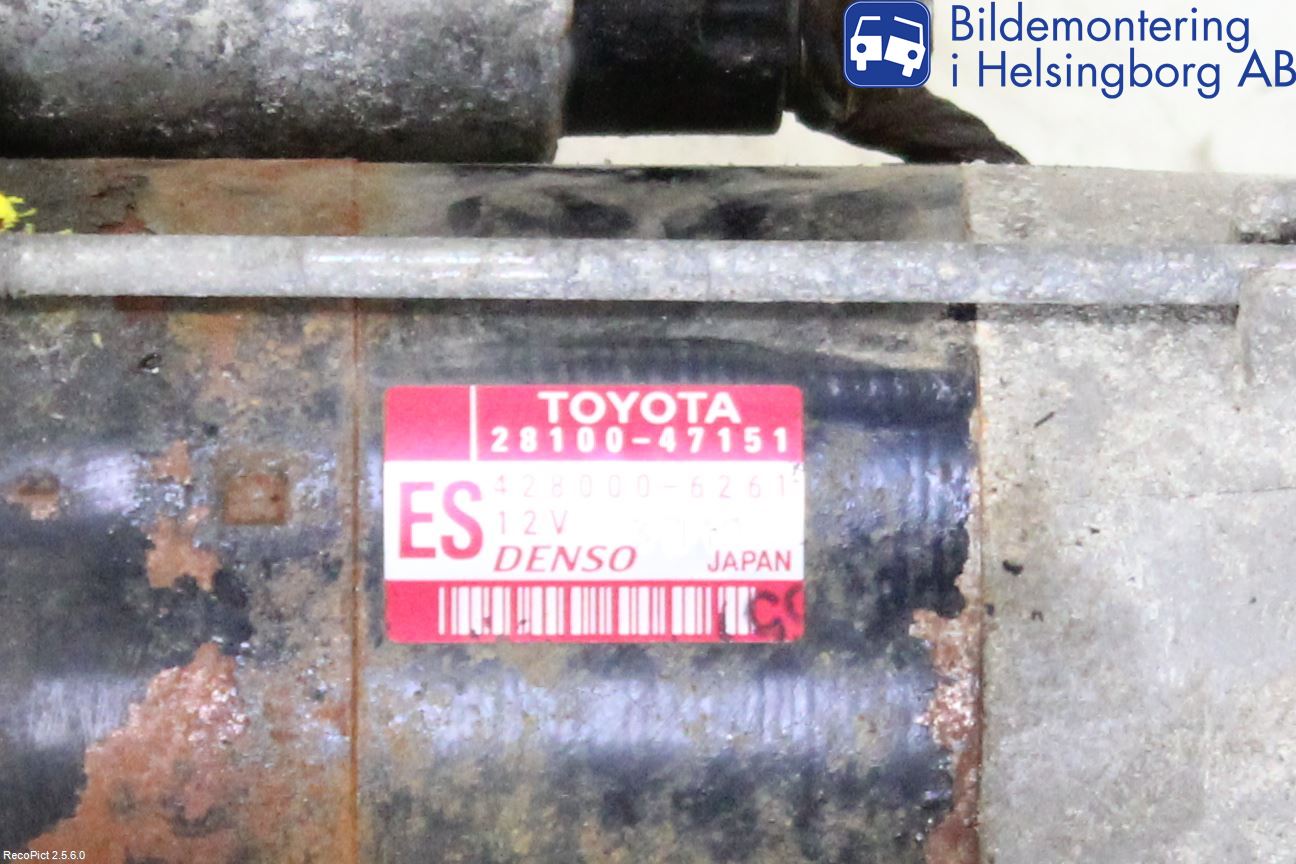 Bildemontering
i Helsingborg AB
TOYOTA
28100-47151
ES
428000-6261
12V
DENSO
JAPAN
RecoPict 2.5.6.0